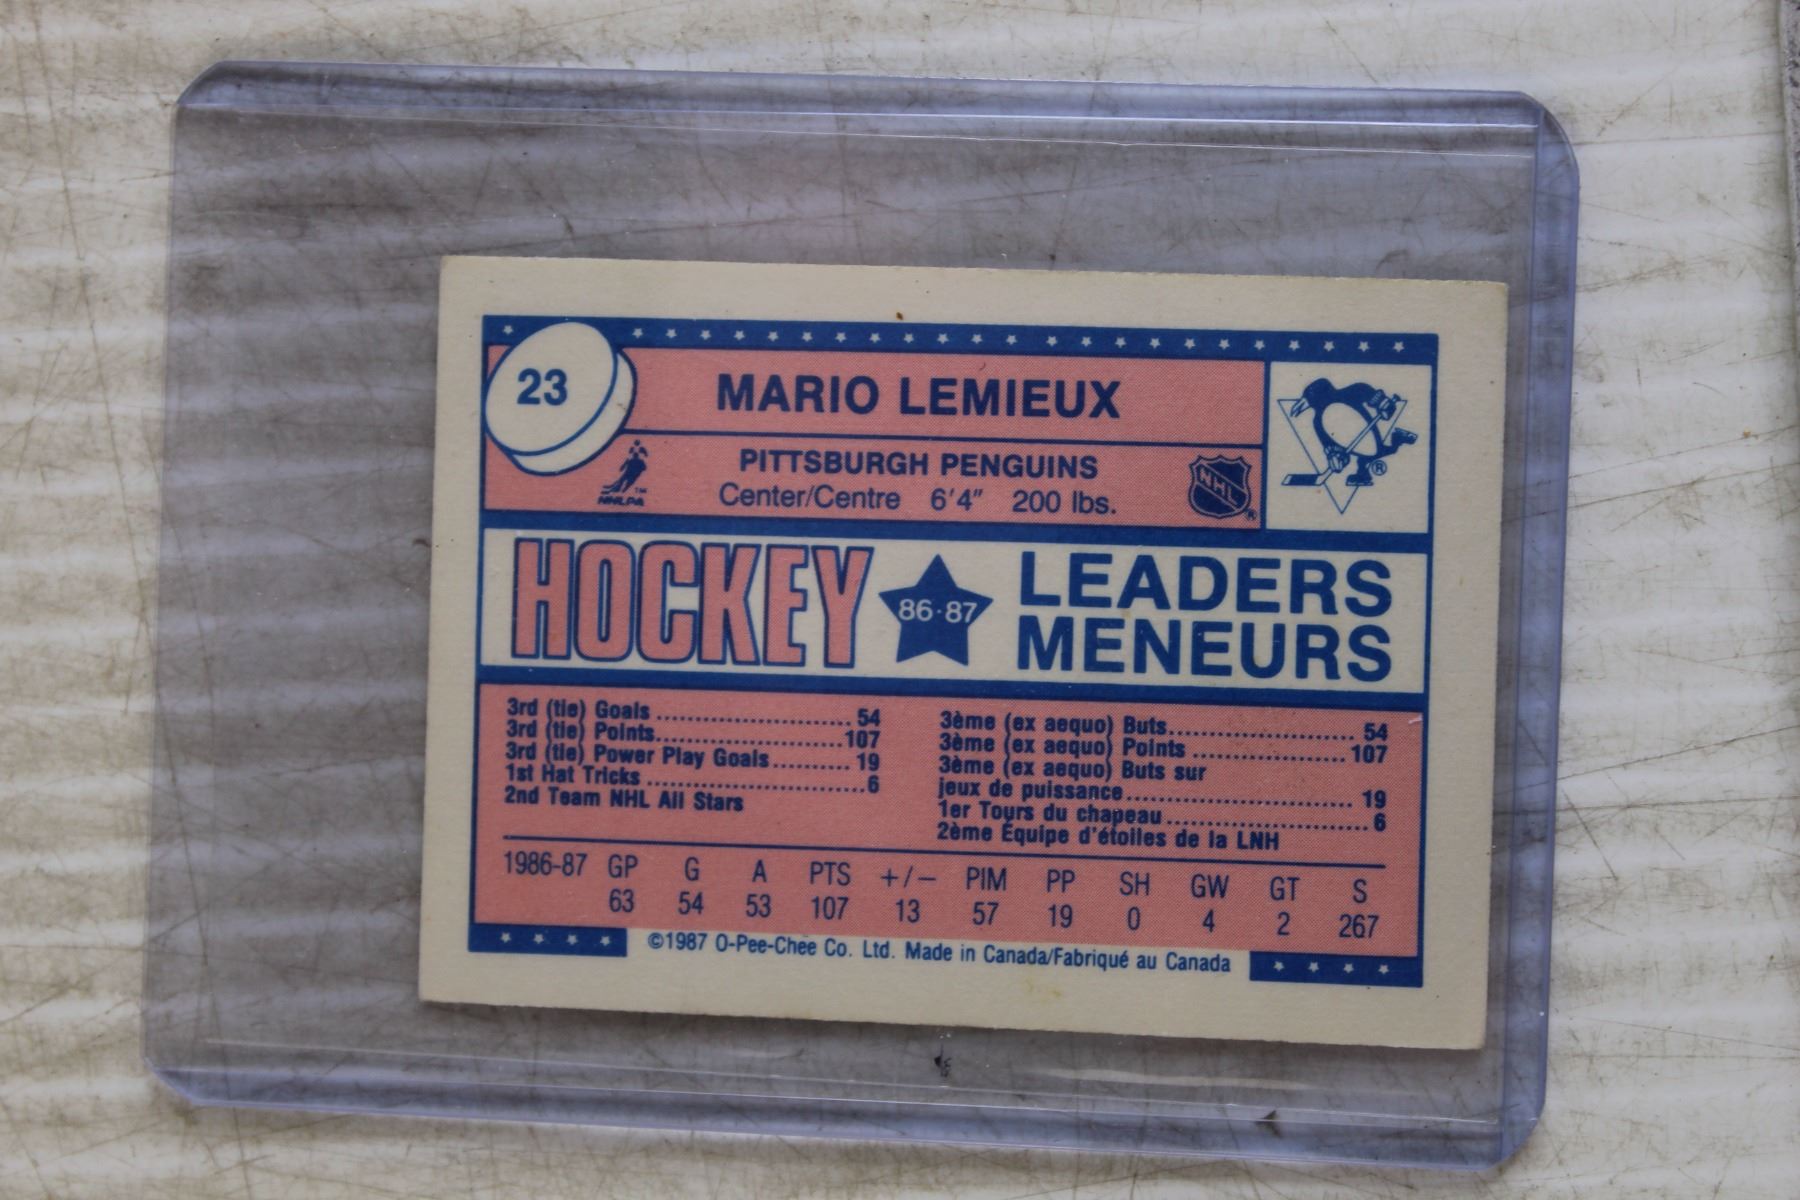 23
MARIO LEMIEUX
PITTSBURGH PENGUINS
Center/Centre 6'4" 200 lbs.
NHLPA™
NHL®
®
HOCKEY 86·87 LEADERS
MENEURS
3rd (tie) Goals 54
3rd (tie) Points 107
3rd (tie) Power Play Goals 19
1st Hat Tricks 6
2nd Team NHL All Stars
3ème (ex aequo) Buts 54
3ème (ex aequo) Points 107
3ème (ex aequo) Buts sur
jeux de puissance 19
1er Tours du chapeau 6
2ème Équipe d'étoiles de la LNH
1986-87 GP G A PTS +/− PIM PP SH GW GT S
63 54 53 107 13 57 19 0 4 2 267
©1987 O-Pee-Chee Co. Ltd. Made in Canada/Fabriqué au Canada